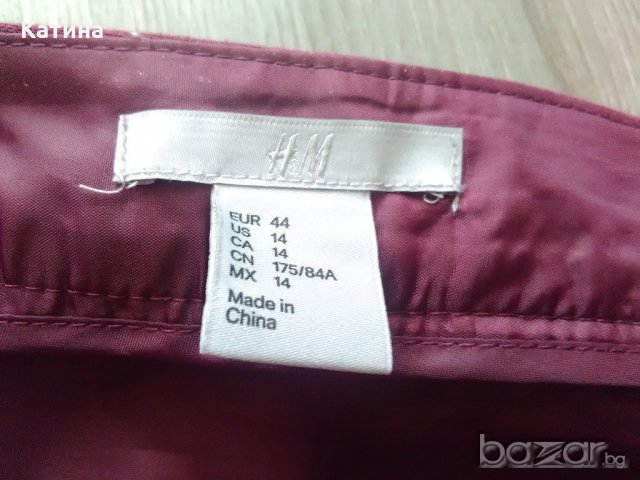 Катина
H&M
EUR 44
US 14
CA 14
CN 175/84A
MX 14
Made in
China
bazar.bg